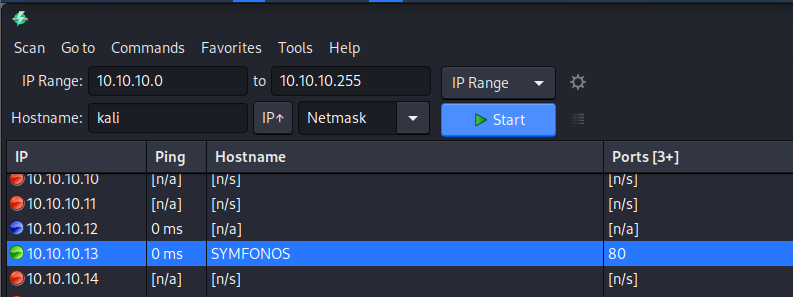 Scan Go to Commands Favorites Tools Help
IP Range: 10.10.10.0 to 10.10.10.255 IP Range
Hostname: kali IP↑ Netmask Start
IP Ping Hostname Ports [3+]
10.10.10.10 [n/a] [n/s] [n/s]
10.10.10.11 [n/a] [n/s] [n/s]
10.10.10.12 0 ms [n/a] [n/a]
10.10.10.13 0 ms SYMFONOS 80
10.10.10.14 [n/a] [n/s] [n/s]